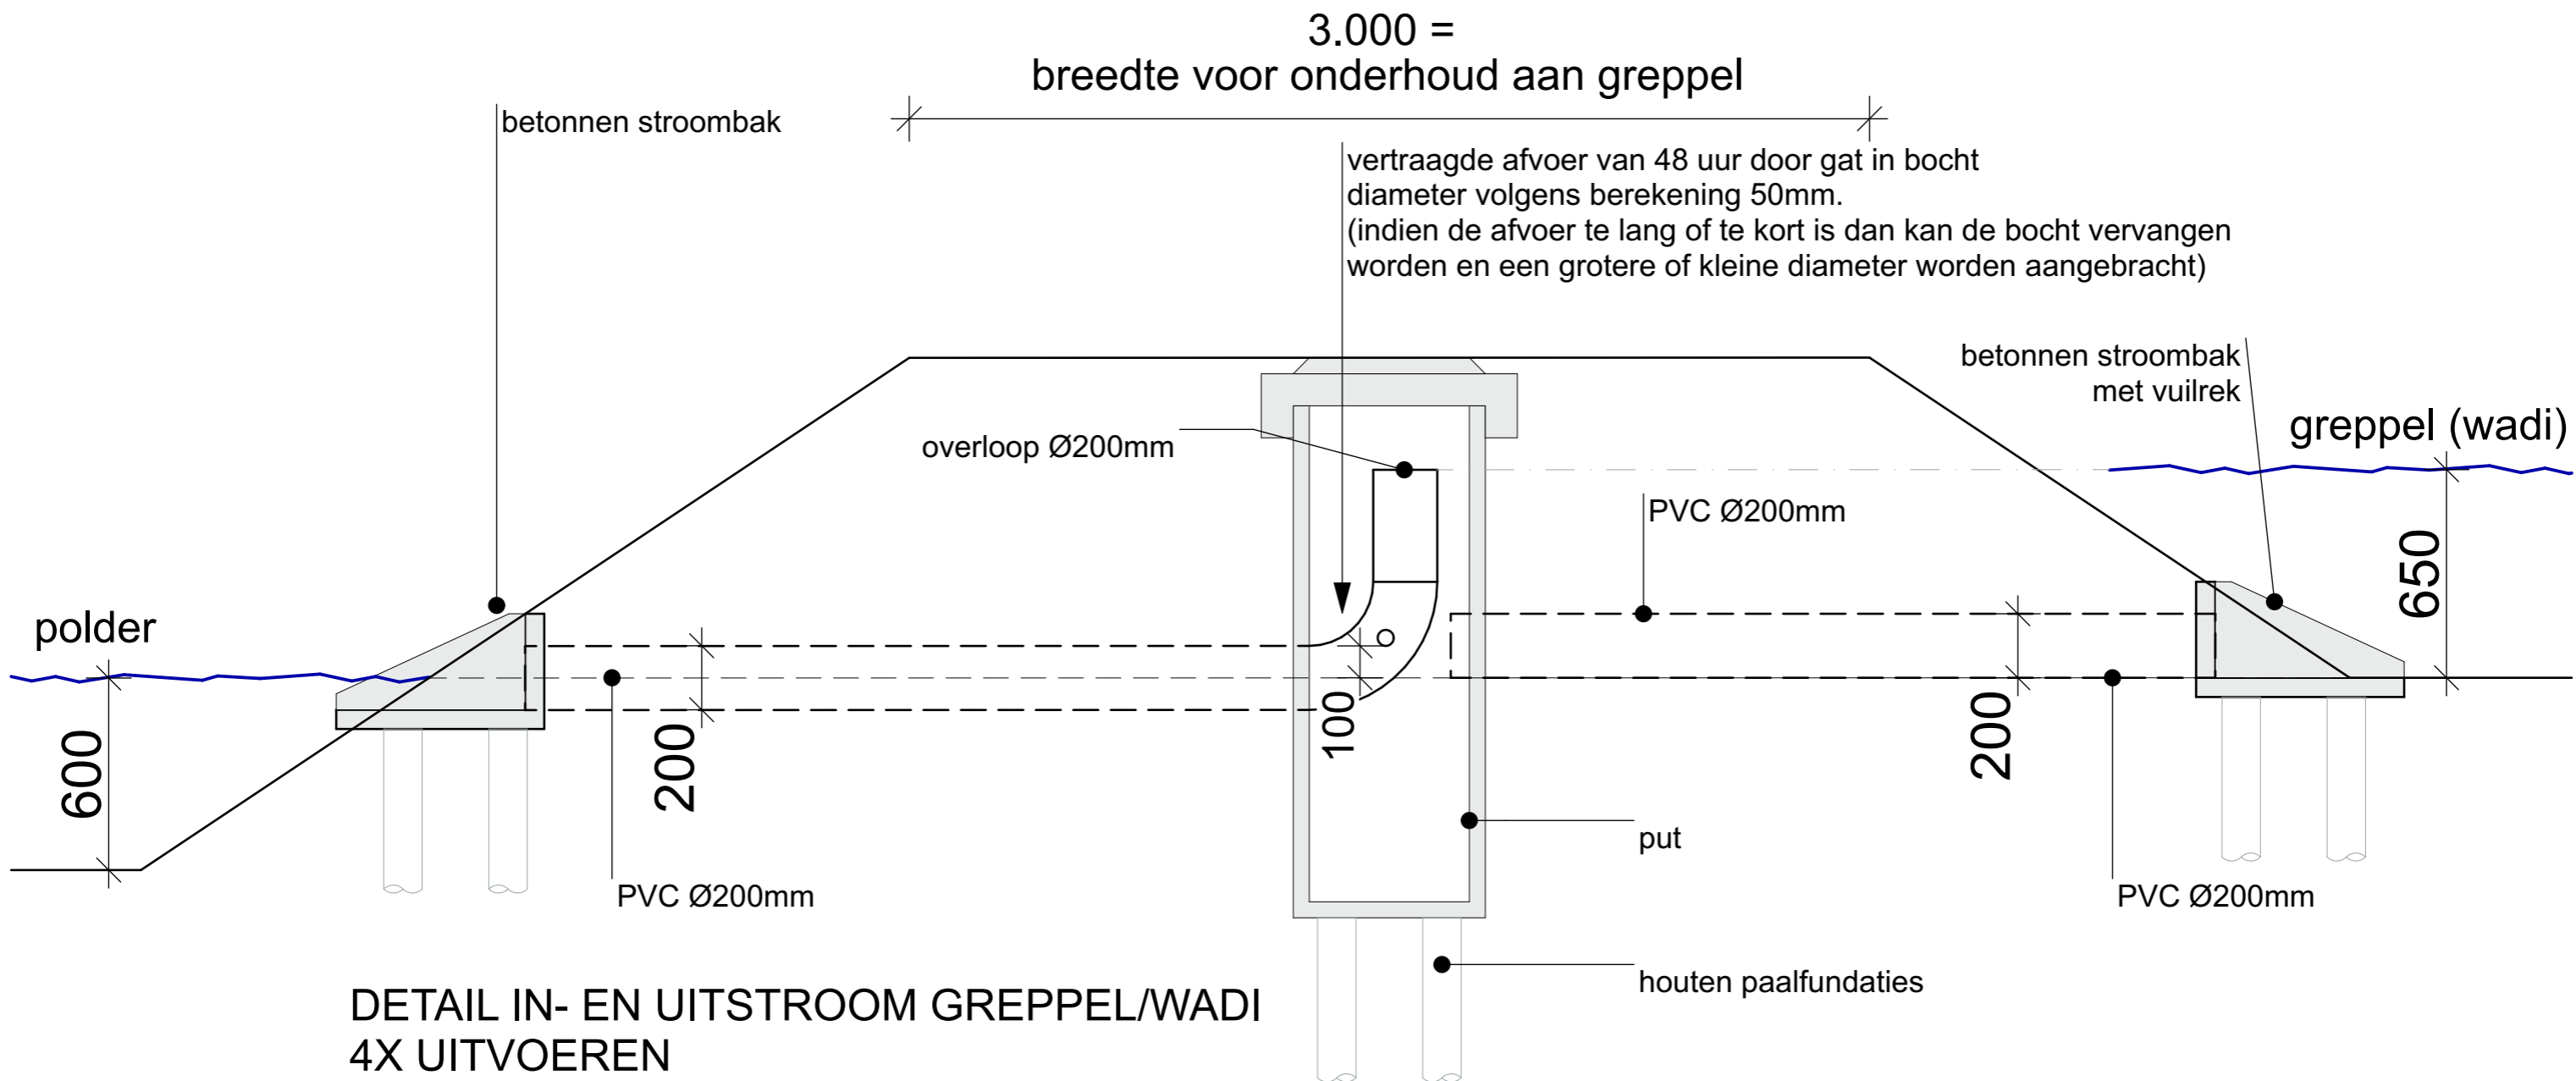 3.000 =
breedte voor onderhoud aan greppel
betonnen stroombak
vertraagde afvoer van 48 uur door gat in bocht
diameter volgens berekening 50mm.
(indien de afvoer te lang of te kort is dan kan de bocht vervangen
worden en een grotere of kleine diameter worden aangebracht)
betonnen stroombak
met vuilrek
greppel (wadi)
overloop Ø200mm
PVC Ø200mm
650
polder
600
200
100
200
put
PVC Ø200mm
PVC Ø200mm
houten paalfundaties
DETAIL IN- EN UITSTROOM GREPPEL/WADI
4X UITVOEREN